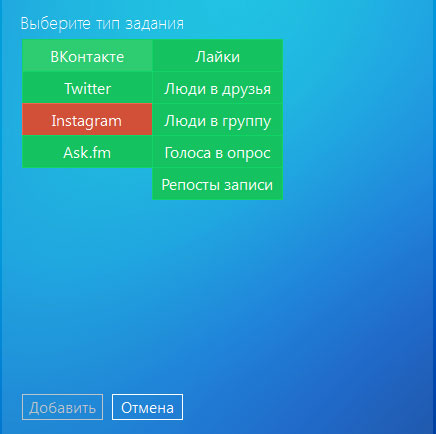 Выберите тип задания
ВКонтакте Лайки
Twitter Люди в друзья
Instagram Люди в группу
Ask.fm Голоса в опрос
Репосты записи
Добавить Отмена